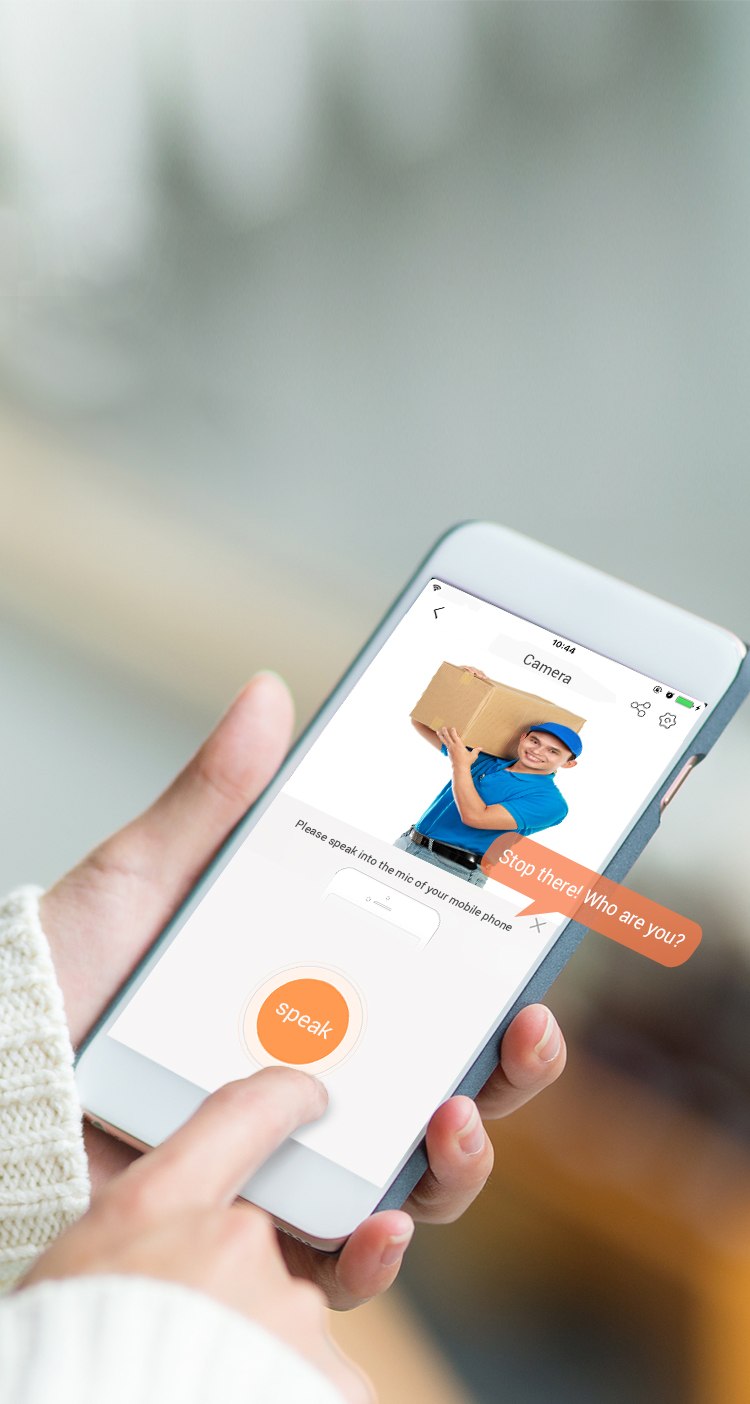 10:44
Camera
Stop there! Who are you?
Please speak into the mic of your mobile phone
speak